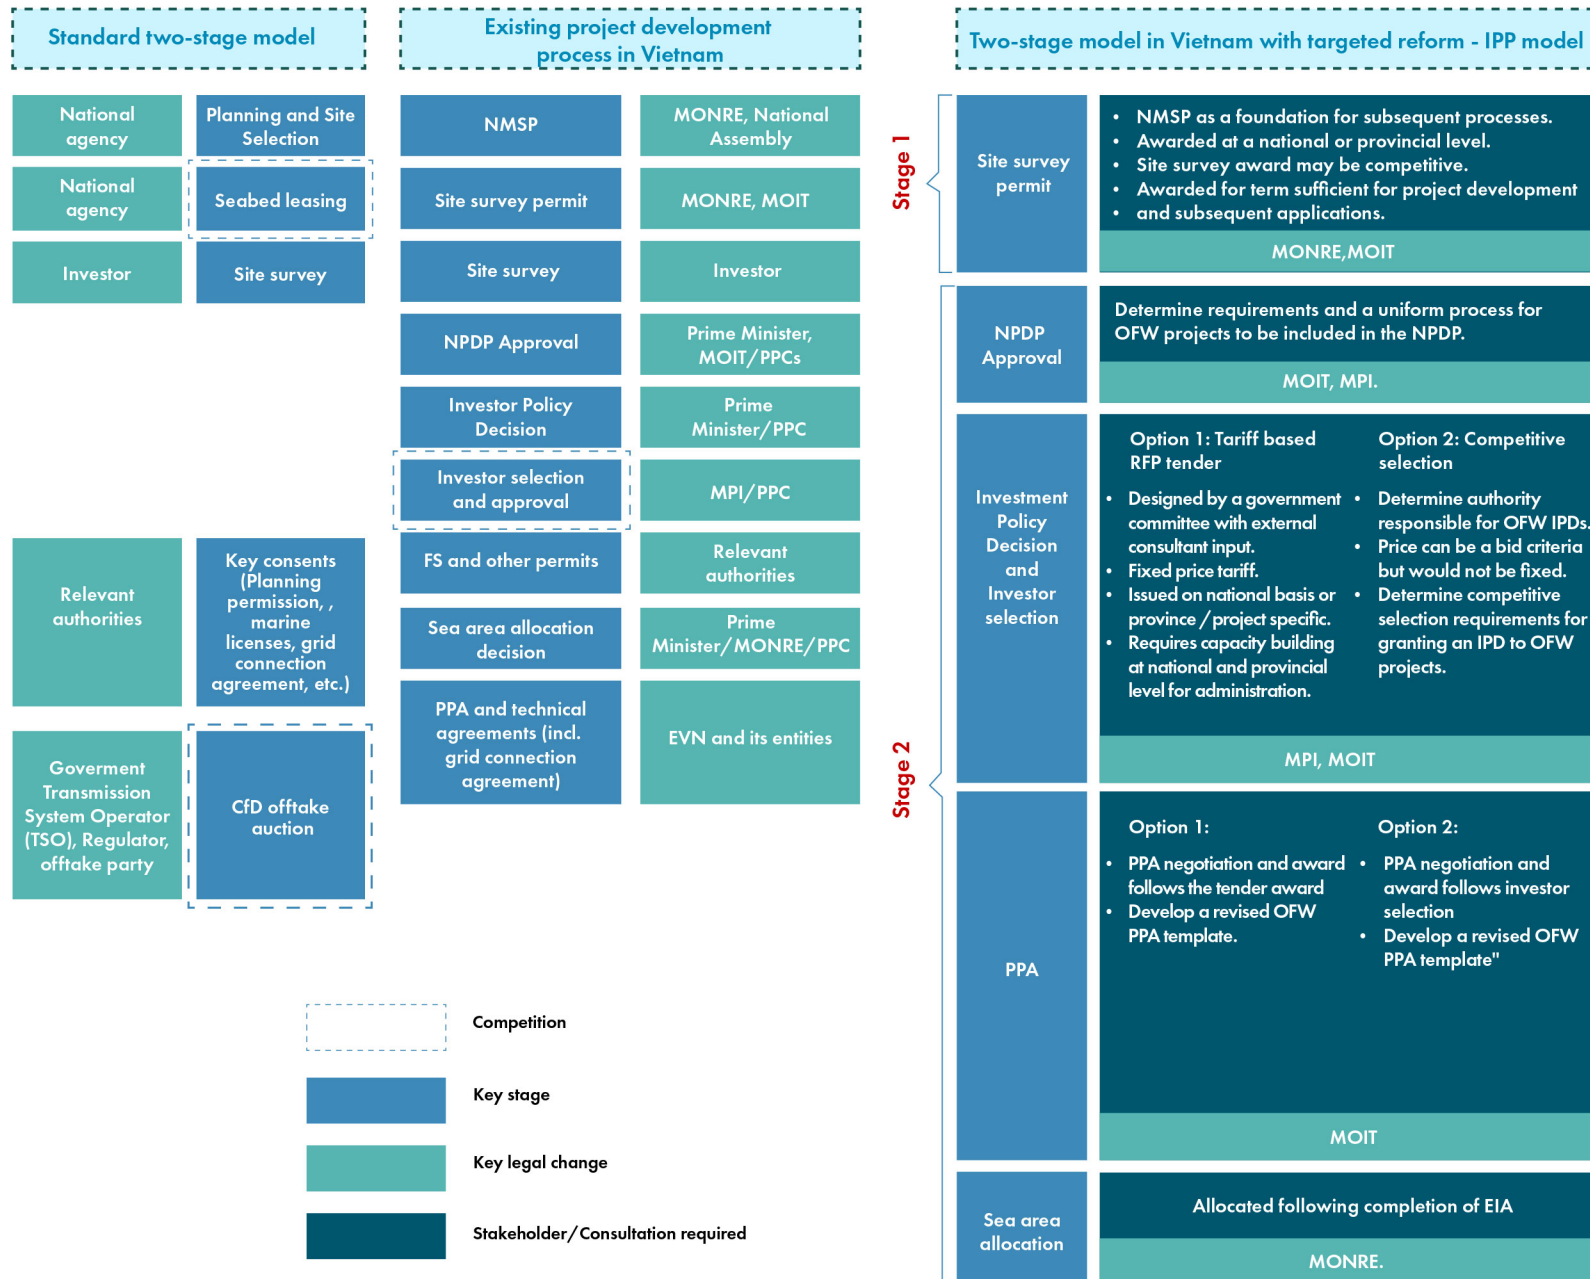 Standard two-stage model
National
agency
Planning and Site
Selection
National
agency
Seabed leasing
Investor
Site survey
Relevant
authorities
Key consents
(Planning
permission, ,
marine
licenses, grid
connection
agreement, etc.)
Goverment
Transmission
System Operator
(TSO), Regulator,
offtake party
CfD offtake
auction
Existing project development
process in Vietnam
NMSP
MONRE, National
Assembly
Site survey permit
MONRE, MOIT
Site survey
Investor
NPDP Approval
Prime Minister,
MOIT/PPCs
Investor Policy
Decision
Prime
Minister/PPC
Investor selection
and approval
MPI/PPC
FS and other permits
Relevant
authorities
Sea area allocation
decision
Prime
Minister/MONRE/PPC
PPA and technical
agreements (incl.
grid connection
agreement)
EVN and its entities
Two-stage model in Vietnam with targeted reform - IPP model
Stage 1
Site survey
permit
• NMSP as a foundation for subsequent processes.
• Awarded at a national or provincial level.
• Site survey award may be competitive.
• Awarded for term sufficient for project development
• and subsequent applications.
MONRE,MOIT
Stage 2
NPDP
Approval
Determine requirements and a uniform process for
OFW projects to be included in the NPDP.
MOIT, MPI.
Investment
Policy
Decision
and
Investor
selection
Option 1: Tariff based
RFP tender
• Designed by a government
committee with external
consultant input.
• Fixed price tariff.
• Issued on national basis or
province / project specific.
• Requires capacity building
at national and provincial
level for administration.
Option 2: Competitive
selection
• Determine authority
responsible for OFW IPDs.
• Price can be a bid criteria
but would not be fixed.
• Determine competitive
selection requirements for
granting an IPD to OFW
projects.
MPI, MOIT
PPA
Option 1:
• PPA negotiation and award
follows the tender award
• Develop a revised OFW
PPA template.
Option 2:
• PPA negotiation and
award follows investor
selection
• Develop a revised OFW
PPA template"
MOIT
Sea area
allocation
Allocated following completion of EIA
MONRE.
Competition
Key stage
Key legal change
Stakeholder/Consultation required